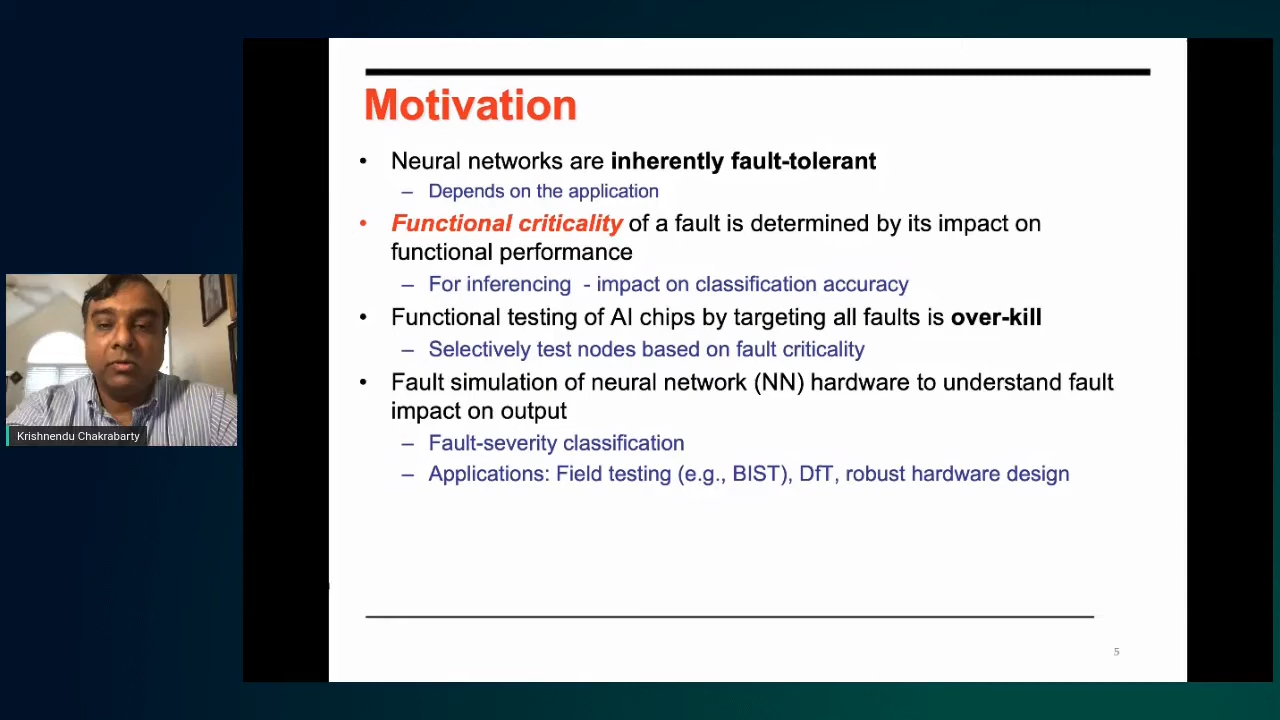 Motivation
• Neural networks are inherently fault-tolerant
– Depends on the application
• Functional criticality of a fault is determined by its impact on
functional performance
– For inferencing - impact on classification accuracy
• Functional testing of AI chips by targeting all faults is over-kill
– Selectively test nodes based on fault criticality
• Fault simulation of neural network (NN) hardware to understand fault
impact on output
– Fault-severity classification
– Applications: Field testing (e.g., BIST), DfT, robust hardware design
5
Krishnendu Chakrabarty